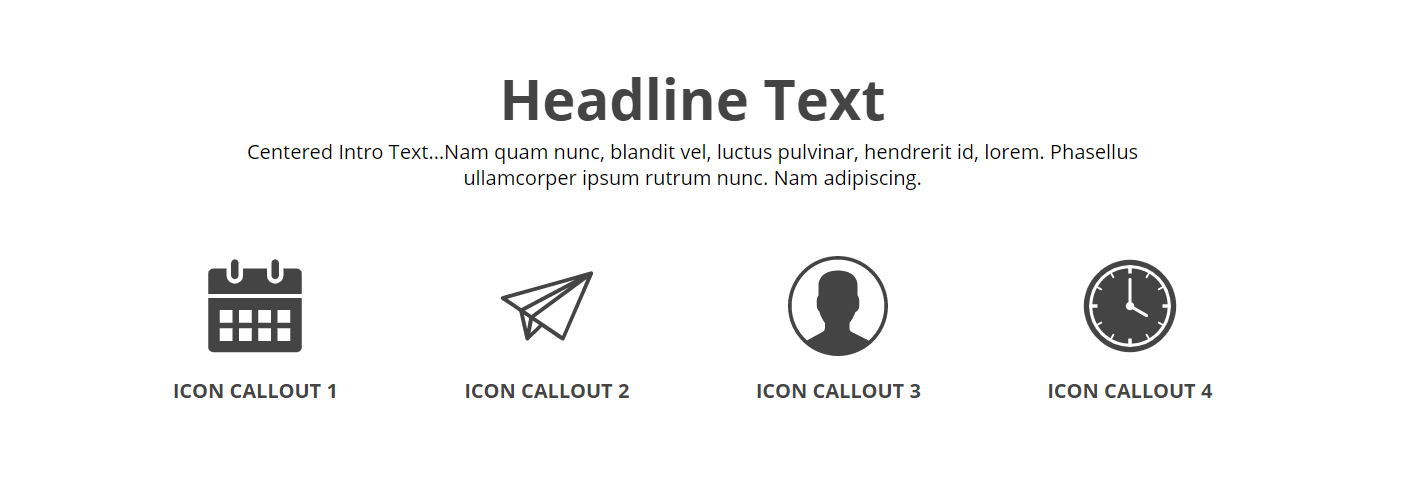 Headline Text
Centered Intro Text...Nam quam nunc, blandit vel, luctus pulvinar, hendrerit id, lorem. Phasellus
ullamcorper ipsum rutrum nunc. Nam adipiscing.
ICON CALLOUT 1
ICON CALLOUT 2
ICON CALLOUT 3
ICON CALLOUT 4